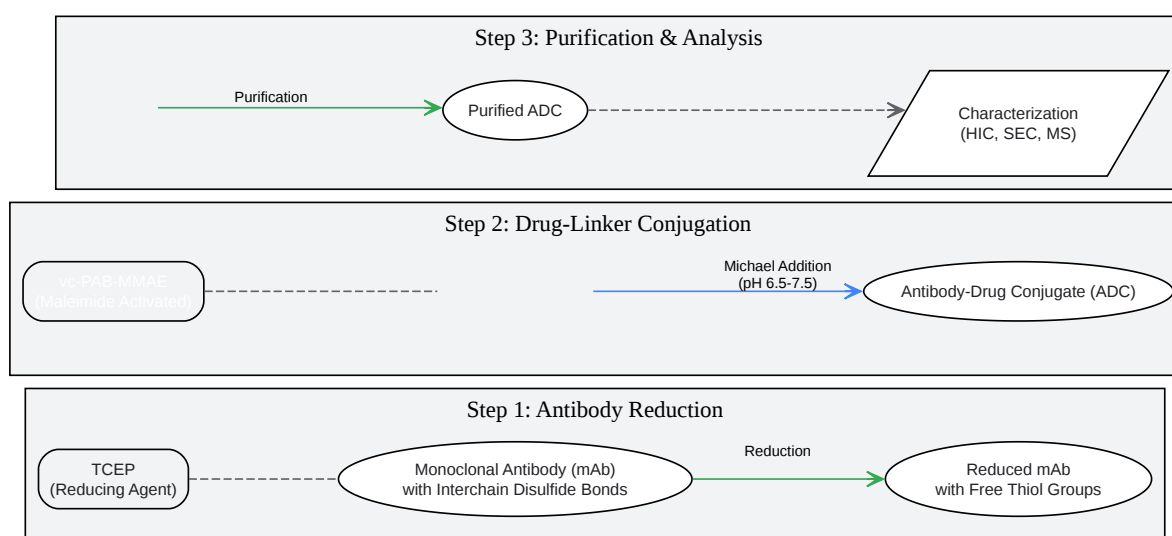 Step 3: Purification & Analysis
Purification
Purified ADC
Characterization
(HIC, SEC, MS)
Step 2: Drug-Linker Conjugation
vc-PAB-MMAE
(Maleimide Activated)
Michael Addition
(pH 6.5-7.5)
Antibody-Drug Conjugate (ADC)
Step 1: Antibody Reduction
TCEP
(Reducing Agent)
Monoclonal Antibody (mAb)
with Interchain Disulfide Bonds
Reduction
Reduced mAb
with Free Thiol Groups